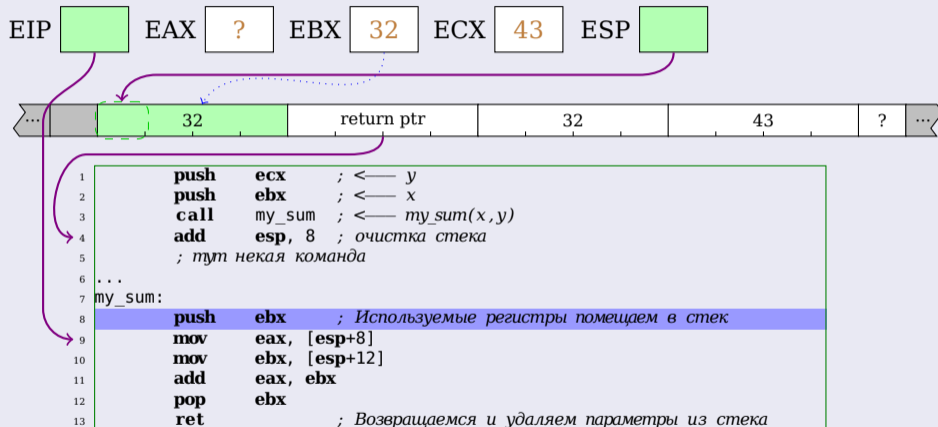 EIP EAX ? EBX 32 ECX 43 ESP
... 32 return ptr 32 43 ? ...
1 push ecx ; <─── y
2 push ebx ; <─── x
3 call my_sum ; <─── my_sum(x,y)
4 add esp, 8 ; очистка стека
5 ; тут некая команда
6 ...
7 my_sum:
8 push ebx ; Используемые регистры помещаем в стек
9 mov eax, [esp+8]
10 mov ebx, [esp+12]
11 add eax, ebx
12 pop ebx
13 ret ; Возвращаемся и удаляем параметры из стека